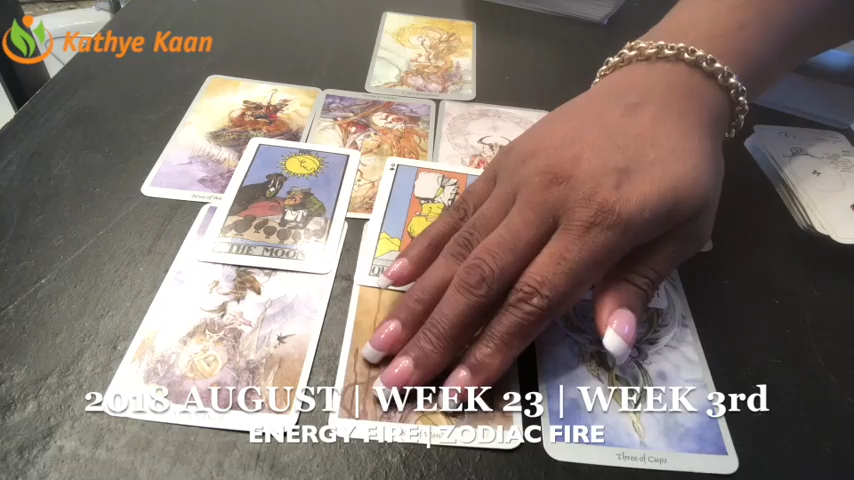 Kathye Kaan
THE MOON
2018 AUGUST | WEEK 23 | WEEK 3rd
ENERGY FIRE| ZODIAC FIRE
Three of Cups